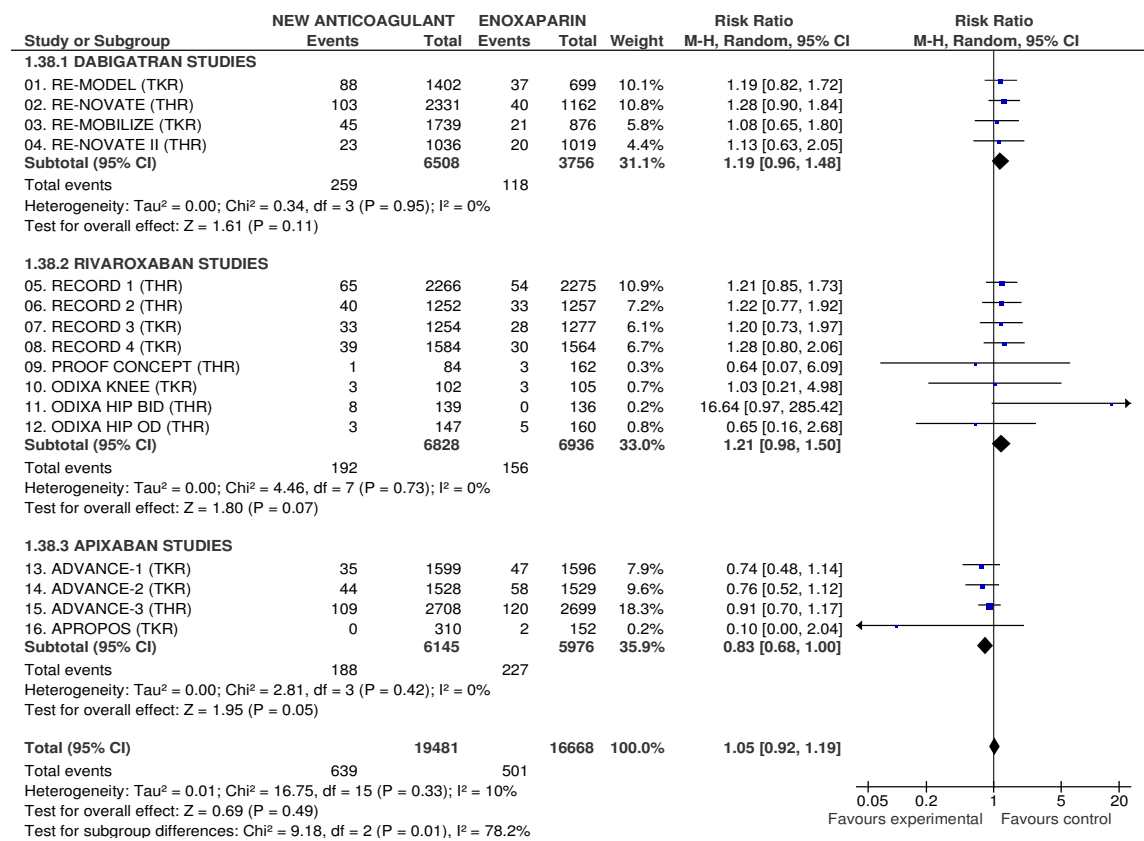 NEW ANTICOAGULANT ENOXAPARIN Risk Ratio Risk Ratio
Study or Subgroup Events Total Events Total Weight M-H, Random, 95% CI M-H, Random, 95% CI
1.38.1 DABIGATRAN STUDIES
01. RE-MODEL (TKR) 88 1402 37 699 10.1% 1.19 [0.82, 1.72]
02. RE-NOVATE (THR) 103 2331 40 1162 10.8% 1.28 [0.90, 1.84]
03. RE-MOBILIZE (TKR) 45 1739 21 876 5.8% 1.08 [0.65, 1.80]
04. RE-NOVATE II (THR) 23 1036 20 1019 4.4% 1.13 [0.63, 2.05]
Subtotal (95% CI) 6508 3756 31.1% 1.19 [0.96, 1.48]
Total events 259 118
Heterogeneity: Tau² = 0.00; Chi² = 0.34, df = 3 (P = 0.95); I² = 0%
Test for overall effect: Z = 1.61 (P = 0.11)
1.38.2 RIVAROXABAN STUDIES
05. RECORD 1 (THR) 65 2266 54 2275 10.9% 1.21 [0.85, 1.73]
06. RECORD 2 (THR) 40 1252 33 1257 7.2% 1.22 [0.77, 1.92]
07. RECORD 3 (TKR) 33 1254 28 1277 6.1% 1.20 [0.73, 1.97]
08. RECORD 4 (TKR) 39 1584 30 1564 6.7% 1.28 [0.80, 2.06]
09. PROOF CONCEPT (THR) 1 84 3 162 0.3% 0.64 [0.07, 6.09]
10. ODIXA KNEE (TKR) 3 102 3 105 0.7% 1.03 [0.21, 4.98]
11. ODIXA HIP BID (THR) 8 139 0 136 0.2% 16.64 [0.97, 285.42]
12. ODIXA HIP OD (THR) 3 147 5 160 0.8% 0.65 [0.16, 2.68]
Subtotal (95% CI) 6828 6936 33.0% 1.21 [0.98, 1.50]
Total events 192 156
Heterogeneity: Tau² = 0.00; Chi² = 4.46, df = 7 (P = 0.73); I² = 0%
Test for overall effect: Z = 1.80 (P = 0.07)
1.38.3 APIXABAN STUDIES
13. ADVANCE-1 (TKR) 35 1599 47 1596 7.9% 0.74 [0.48, 1.14]
14. ADVANCE-2 (TKR) 44 1528 58 1529 9.6% 0.76 [0.52, 1.12]
15. ADVANCE-3 (THR) 109 2708 120 2699 18.3% 0.91 [0.70, 1.17]
16. APROPOS (TKR) 0 310 2 152 0.2% 0.10 [0.00, 2.04]
Subtotal (95% CI) 6145 5976 35.9% 0.83 [0.68, 1.00]
Total events 188 227
Heterogeneity: Tau² = 0.00; Chi² = 2.81, df = 3 (P = 0.42); I² = 0%
Test for overall effect: Z = 1.95 (P = 0.05)
Total (95% CI) 19481 16668 100.0% 1.05 [0.92, 1.19]
Total events 639 501
Heterogeneity: Tau² = 0.01; Chi² = 16.75, df = 15 (P = 0.33); I² = 10%
Test for overall effect: Z = 0.69 (P = 0.49)
Test for subgroup differences: Chi² = 9.18, df = 2 (P = 0.01), I² = 78.2%
0.05 0.2 1 5 20
Favours experimental Favours control